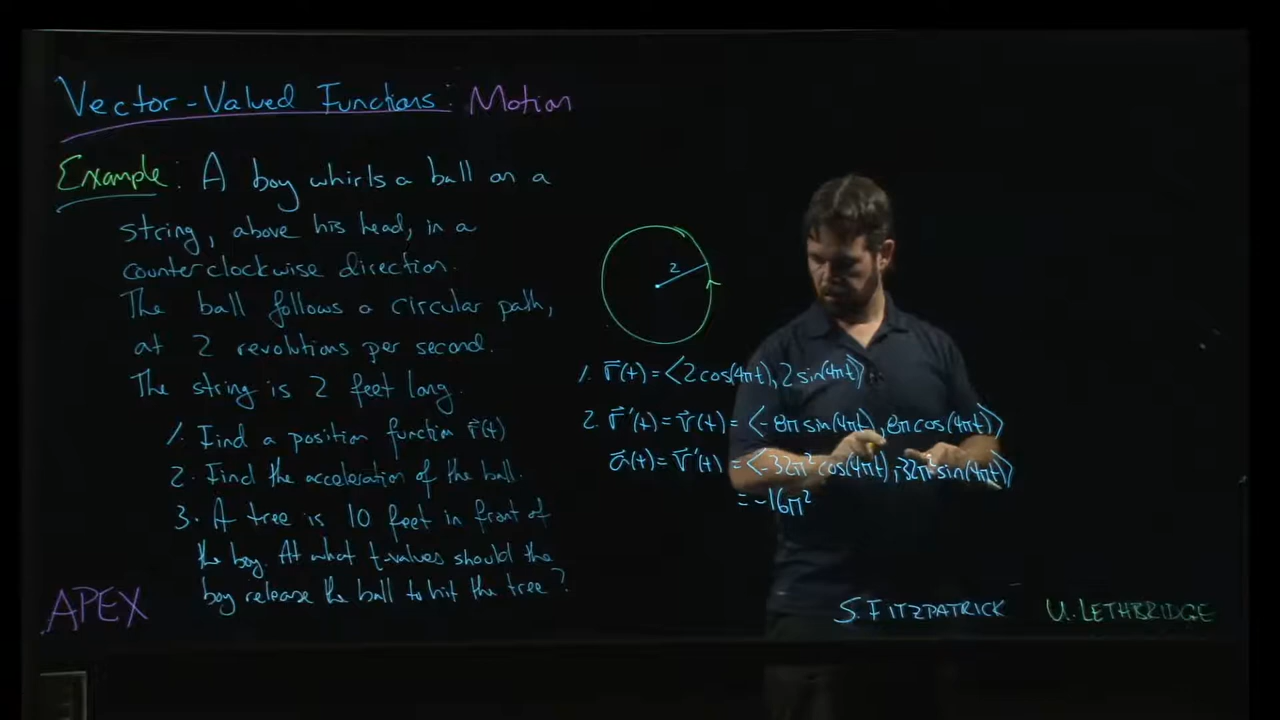 Vector-Valued Functions: Motion
Example: A boy whirls a ball on a
string, above his head, in a
counterclockwise direction.
The ball follows a circular path,
at 2 revolutions per second.
The string is 2 feet long.
1. Find a position function r⃗(t)
2. Find the acceleration of the ball.
3. A tree is 10 feet in front of
the boy. At what t-values should the
boy release the ball to hit the tree?
APEX
2
1. r⃗(t) = ⟨2cos(4πt), 2sin(4πt)⟩
2. r⃗'(t) = v⃗(t) = ⟨-8π sin(4πt), 8π cos(4πt)⟩
a⃗(t) = v⃗'(t) = ⟨-32π² cos(4πt), -32π² sin(4πt)⟩
= -16π²
S. FITZPATRICK U. LETHBRIDGE